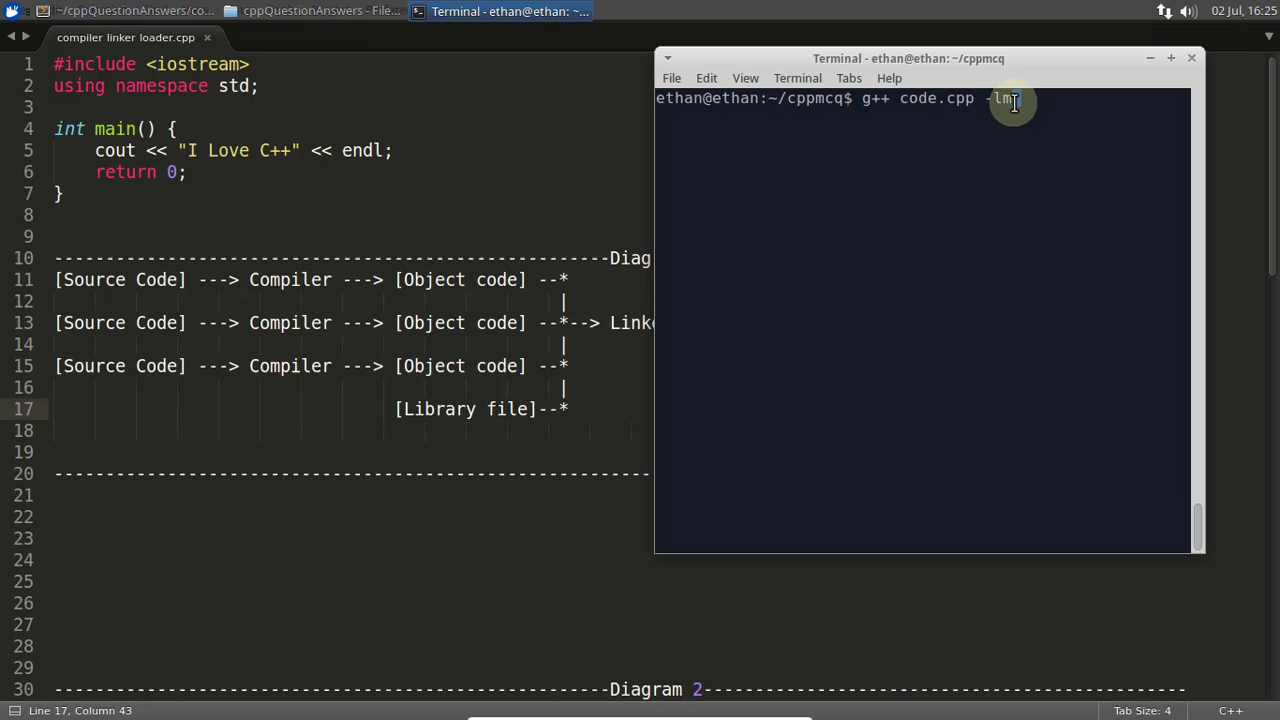 ~/cppQuestionAnswers/co...
cppQuestionAnswers - File...
Terminal - ethan@ethan: ~...
02 Jul, 16:25
compiler linker loader.cpp ×
1 #include <iostream>
2 using namespace std;
3
4 int main() {
5 cout << "I Love C++" << endl;
6 return 0;
7 }
8
9
10 ------------------------------------------------------Diag
11 [Source Code] ---> Compiler ---> [Object code] --*
12 |
13 [Source Code] ---> Compiler ---> [Object code] --*--> Linke
14 |
15 [Source Code] ---> Compiler ---> [Object code] --*
16 |
17 [Library file]--*
18
19
20 ----------------------------------------------------------
21
22
23
24
25
26
27
28
29
30 ------------------------------------------------------Diagram 2-----------------------------------------------
Terminal - ethan@ethan: ~/cppmcq
File Edit View Terminal Tabs Help
ethan@ethan:~/cppmcq$ g++ code.cpp -lm
Line 17, Column 43
Tab Size: 4
C++